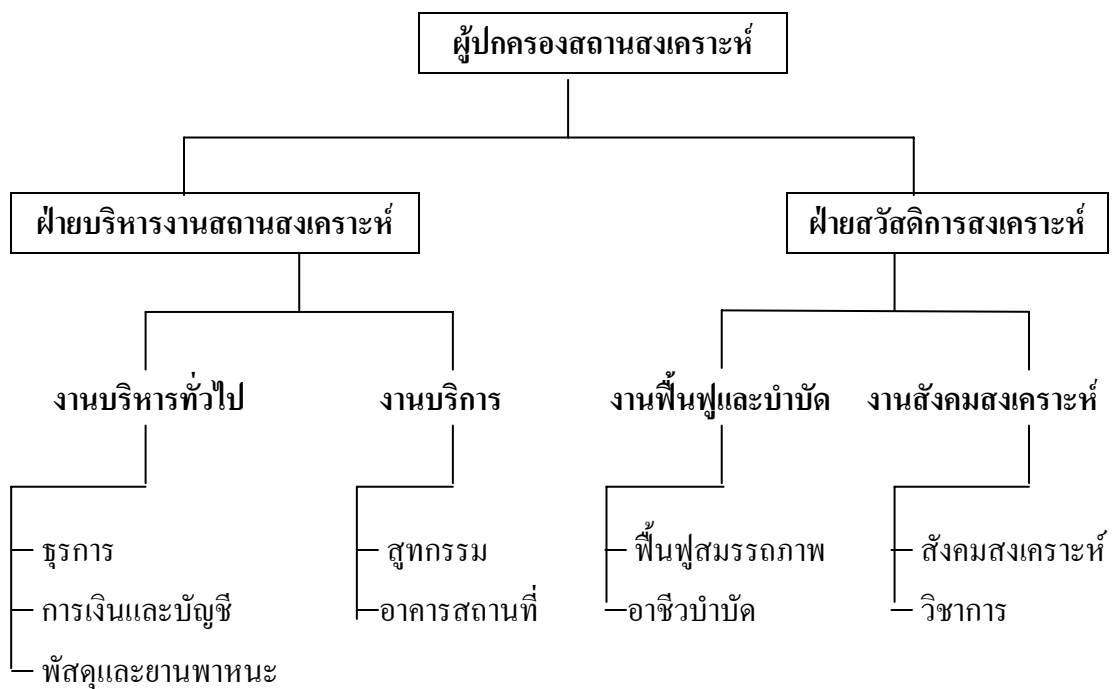 ผู้ปกครองสถานสงเคราะห์
ฝ่ายบริหารงานสถานสงเคราะห์
ฝ่ายสวัสดิการสงเคราะห์
งานบริหารทั่วไป
งานบริการ
งานฟื้นฟูและบำบัด
งานสังคมสงเคราะห์
ธุรการ
สูทกรรม
ฟื้นฟูสมรรถภาพ
สังคมสงเคราะห์
การเงินและบัญชี
อาคารสถานที่
อาชีวบำบัด
วิชาการ
พัสดุและยานพาหนะ